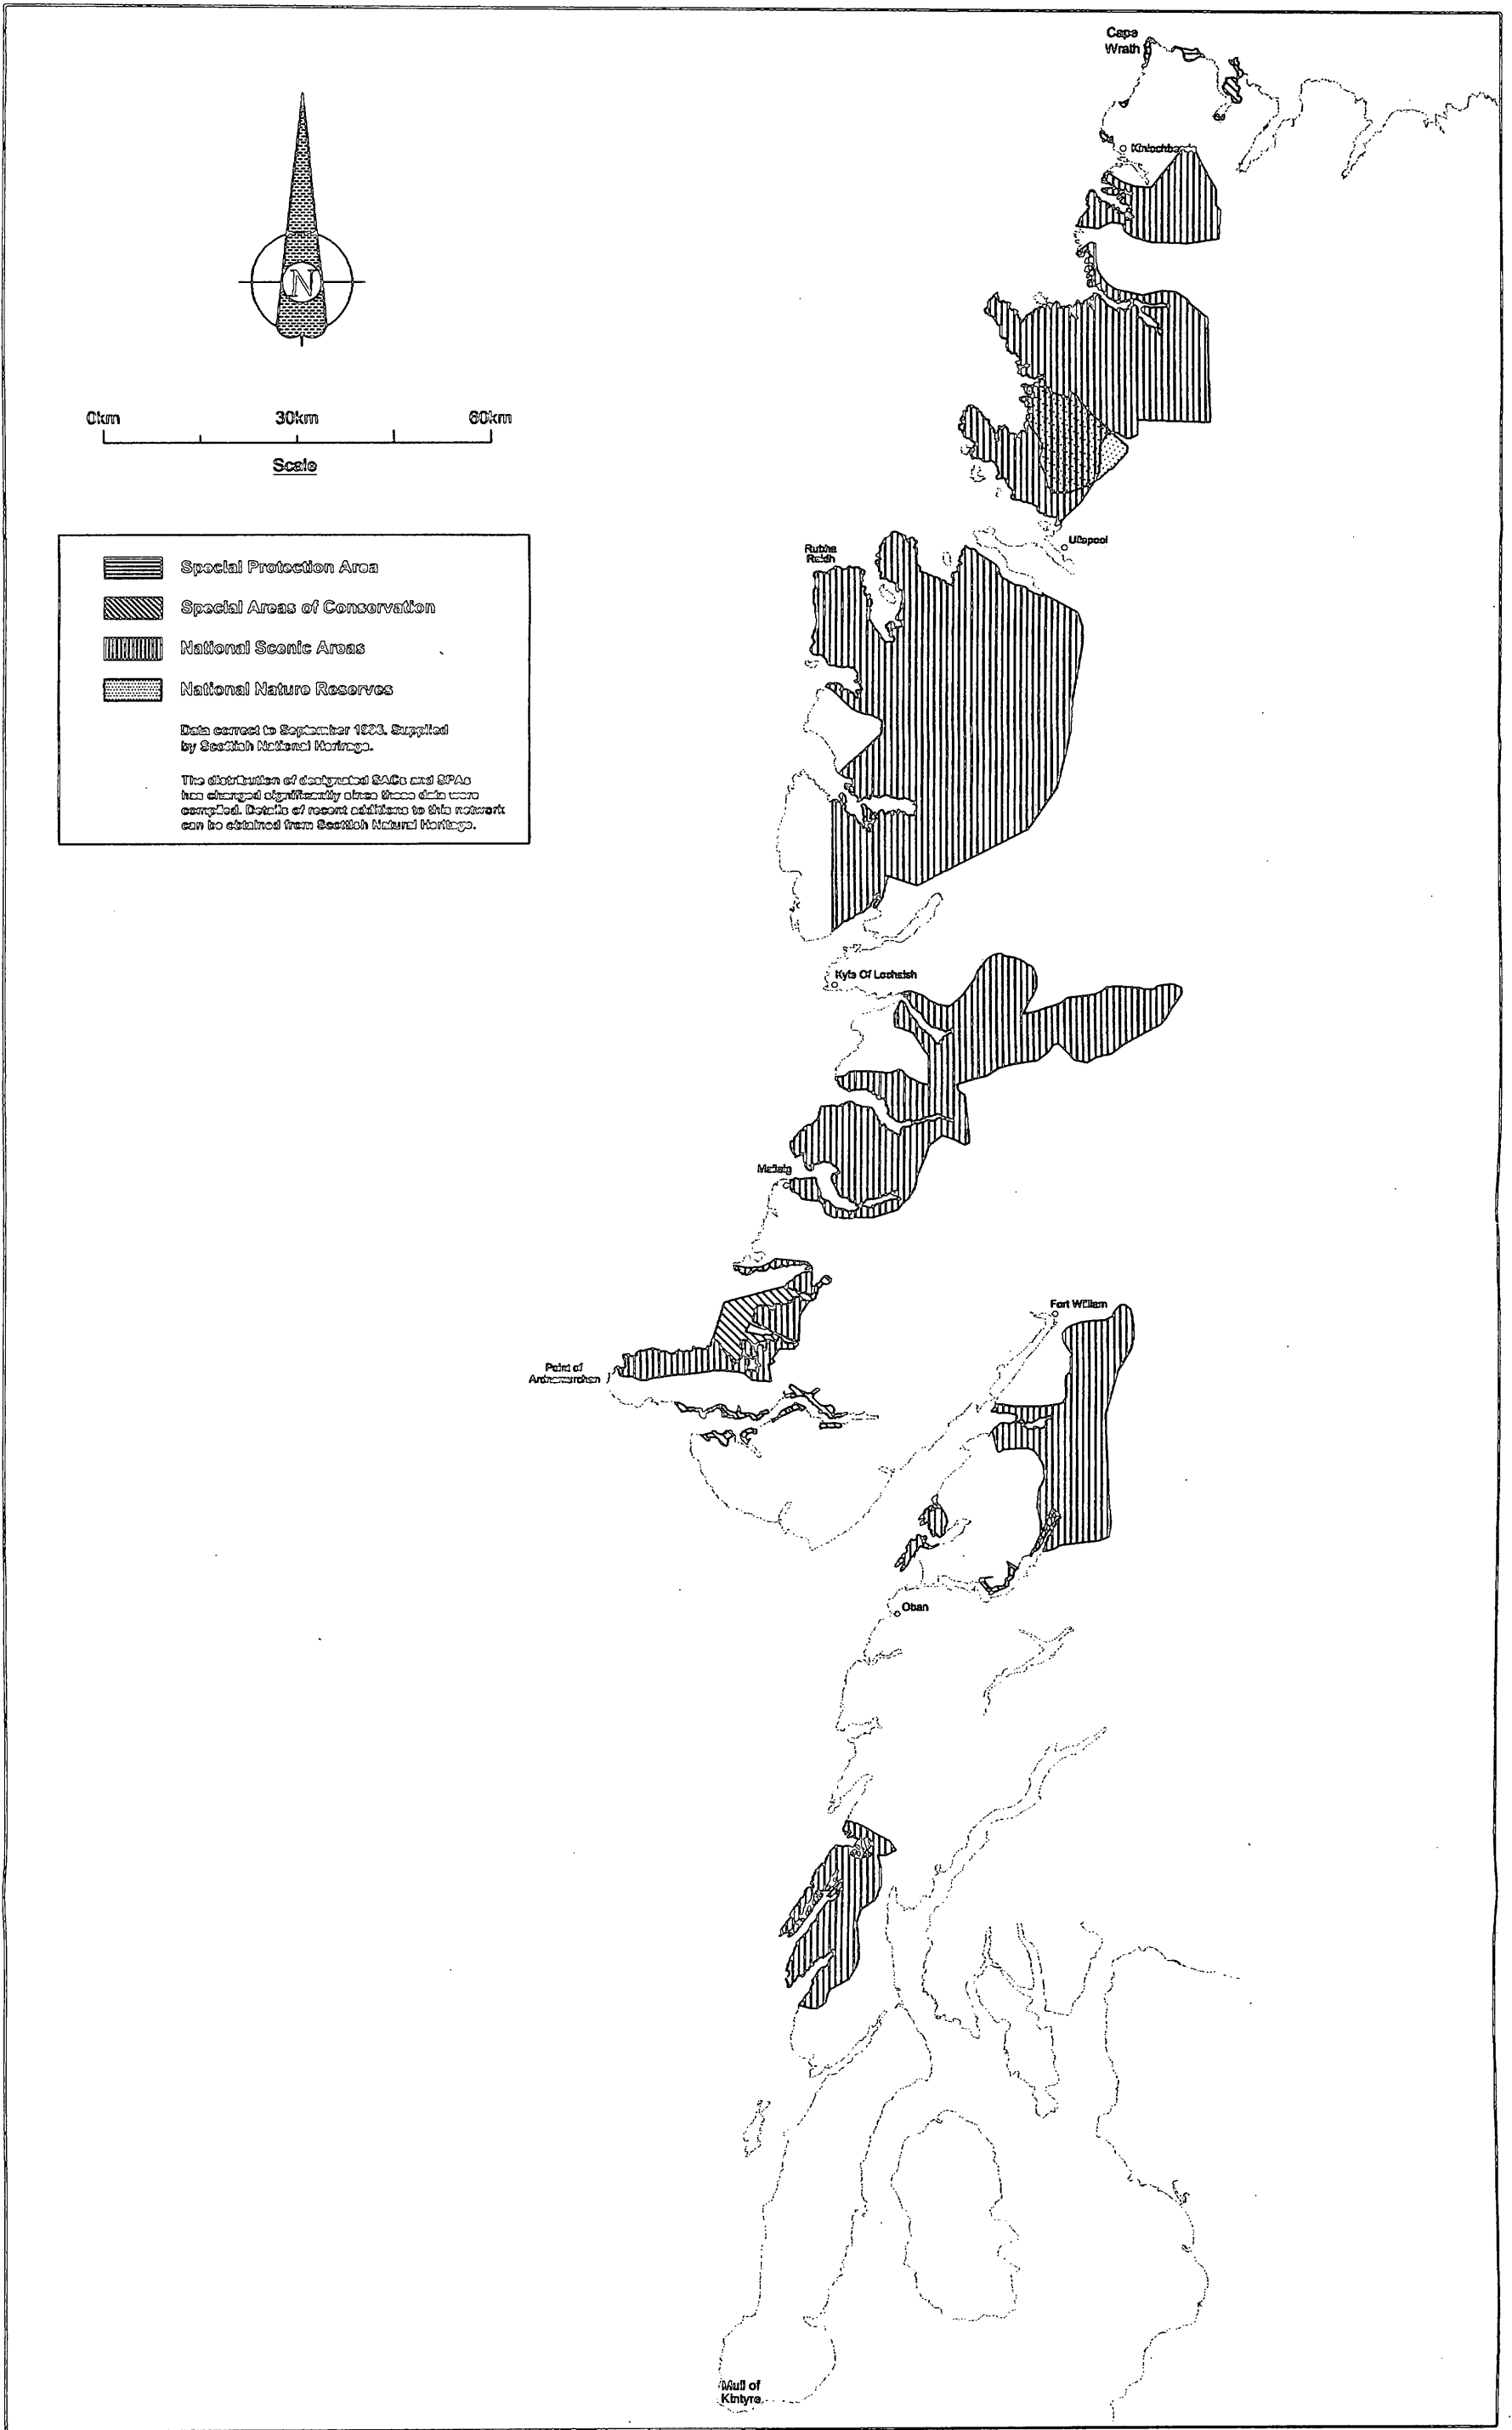 Cape
Wrath
N
0km 30km 60km
Scale
Special Protection Area
Special Areas of Conservation
National Scenic Areas
National Nature Reserves
Data correct to September Supplied
by Scottish National Heritage.
The distribution of designated SACs and SPAs
has changed significantly since these data were
compiled. Details of recent additions to this network
can be obtained from Scottish Natural Heritage.
Ullapool
Rubha
Reidh
Kyle Of Lochalsh
Mallaig
Fort William
Point of
Ardnamurchan
Oban
Mull of
Kintyre